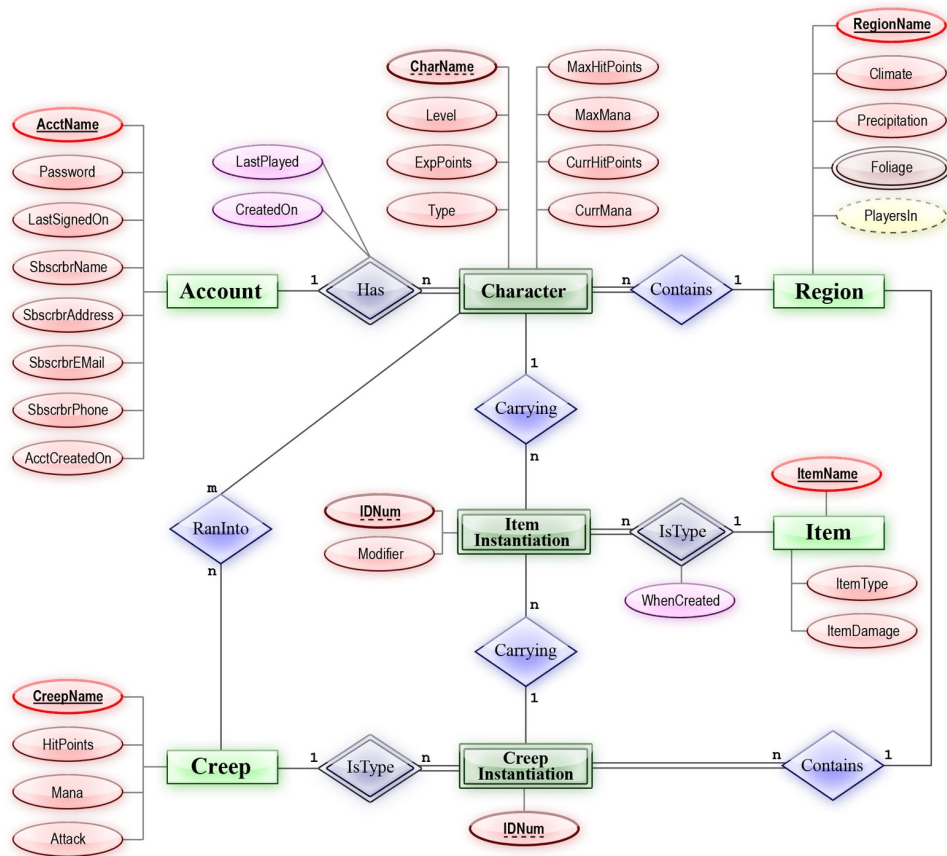 RegionName
CharName
MaxHitPoints
Climate
AcctName
Level
MaxMana
Precipitation
Password
LastPlayed
ExpPoints
CurrHitPoints
Foliage
LastSignedOn
CreatedOn
Type
CurrMana
PlayersIn
SbscrbrName
Account
1
Has
n
Character
n
Contains
1
Region
SbscrbrAddress
SbscrbrEMail
1
SbscrbrPhone
Carrying
AcctCreatedOn
n
ItemName
m
IDNum
RanInto
Item
Instantiation
n
IsType
1
Item
Modifier
n
WhenCreated
ItemType
n
ItemDamage
Carrying
CreepName
1
HitPoints
Creep
1
IsType
n
Creep
Instantiation
n
Contains
1
Mana
IDNum
Attack